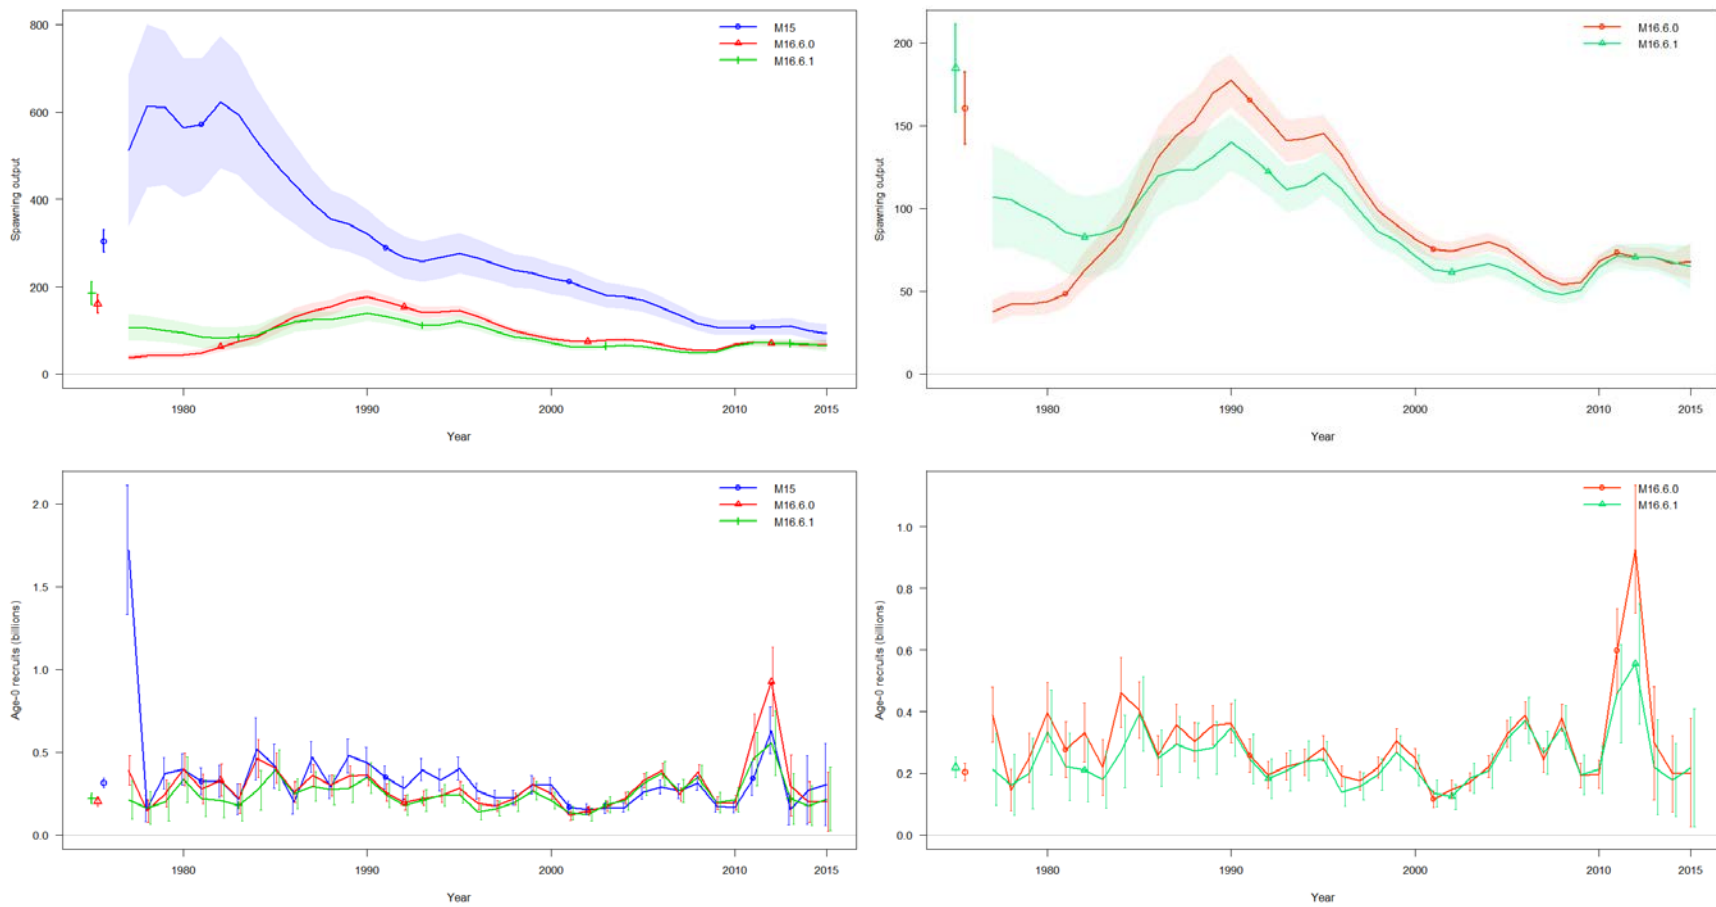 800
600
400
200
0
Spawning output
M15
M16.6.0
M16.6.1
1980
1990
2000
2010
2015
Year
200
150
100
50
0
Spawning output
M16.6.0
M16.6.1
1980
1990
2000
2010
2015
Year
2.0
1.5
1.0
0.5
0.0
Age-0 recruits (billions)
M15
M16.6.0
M16.6.1
1980
1990
2000
2010
2015
Year
1.0
0.8
0.6
0.4
0.2
0.0
Age-0 recruits (billions)
M16.6.0
M16.6.1
1980
1990
2000
2010
2015
Year